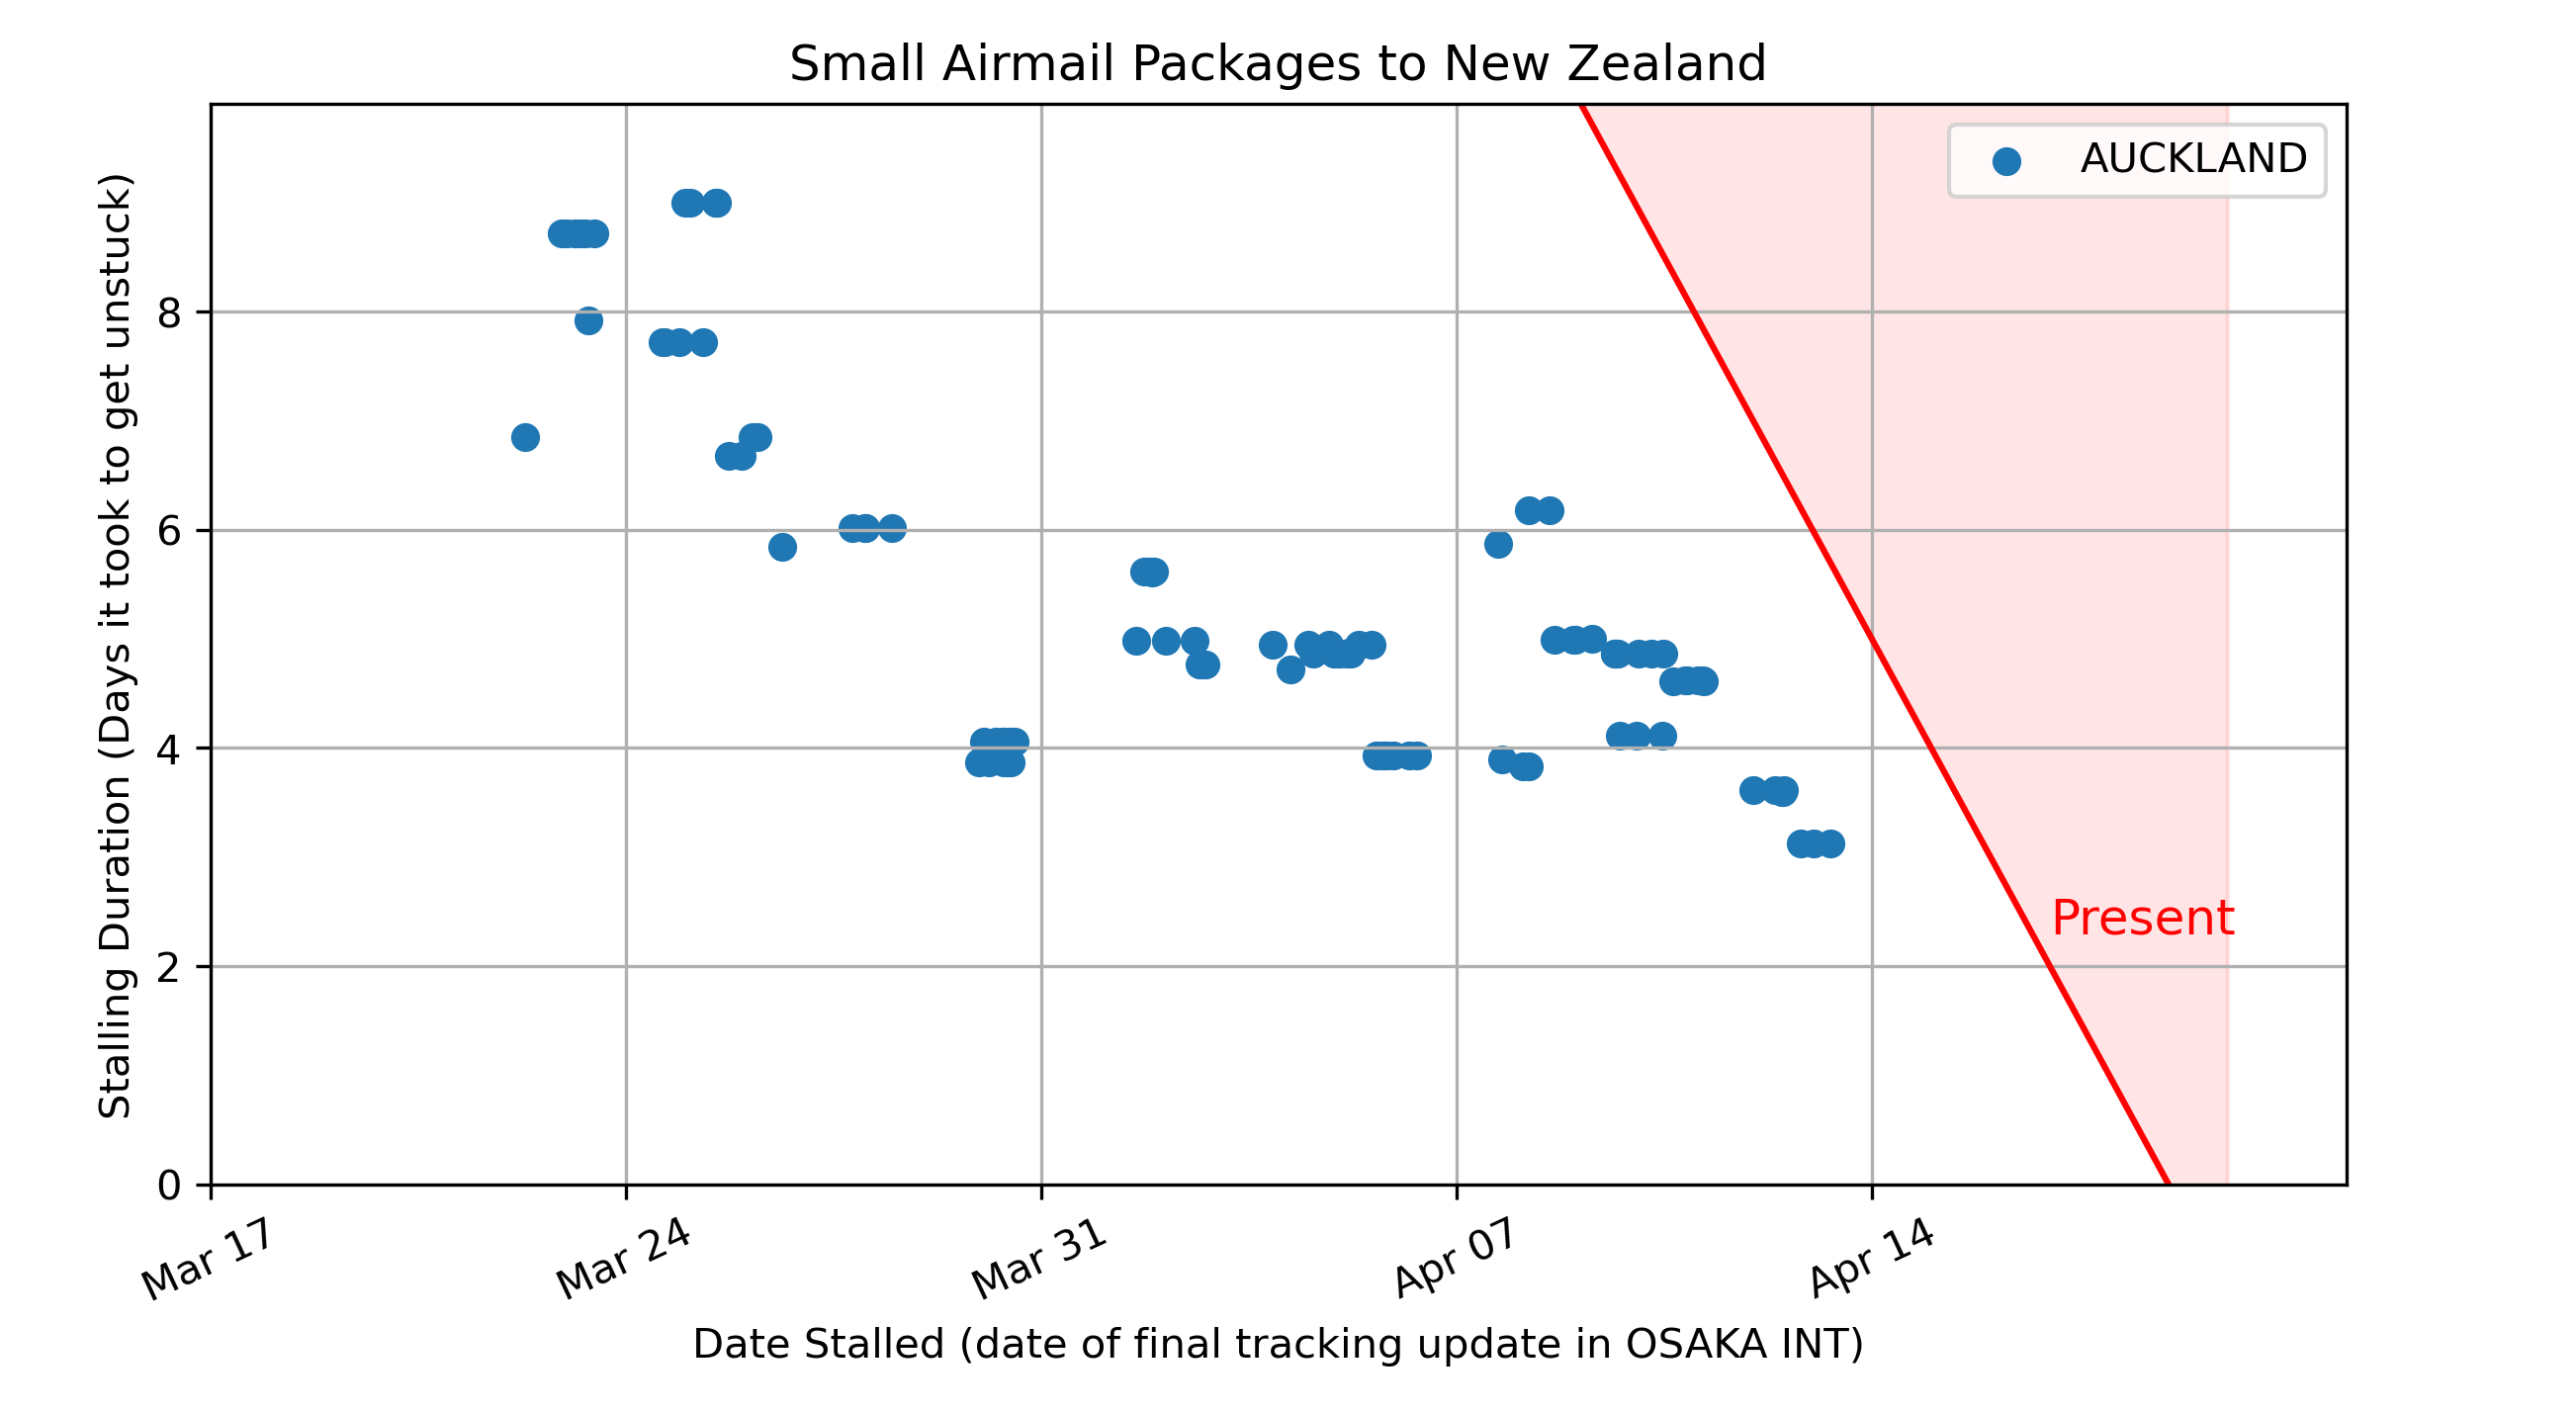 Small Airmail Packages to New Zealand
AUCKLAND
Stalling Duration (Days it took to get unstuck)
8
6
4
2
0
Present
Mar 17
Mar 24
Mar 31
Apr 07
Apr 14
Date Stalled (date of final tracking update in OSAKA INT)